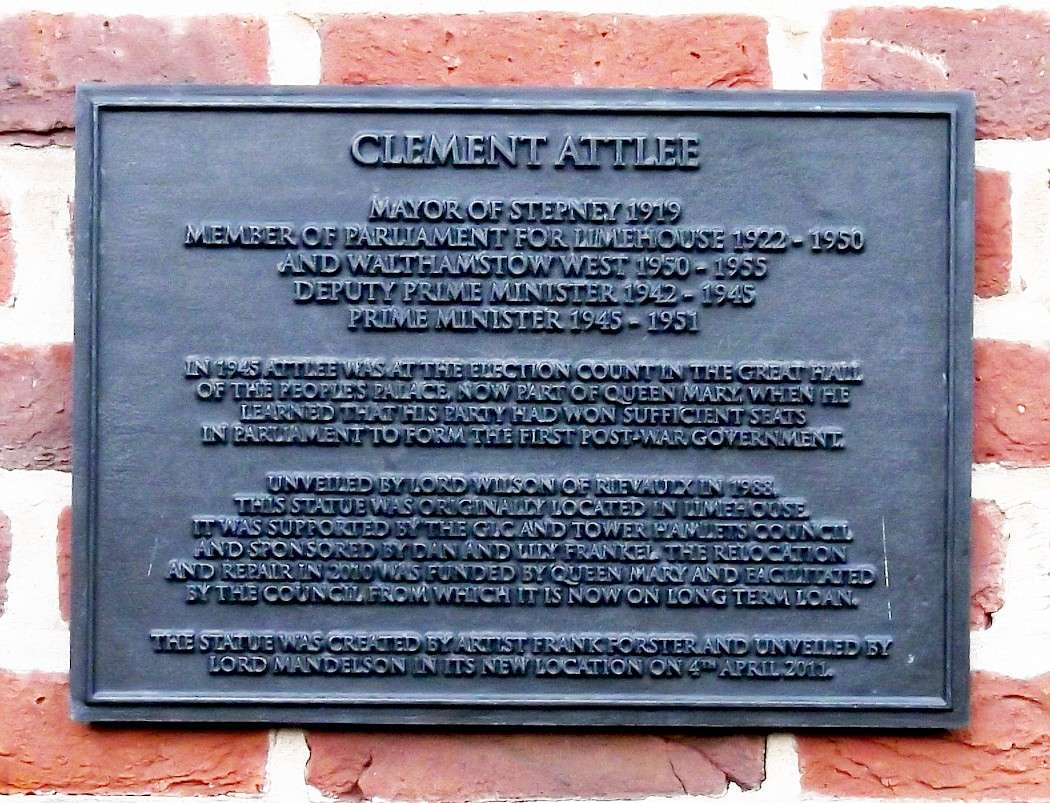 CLEMENT ATTLEE
MAYOR OF STEPNEY 1919
MEMBER OF PARLIAMENT FOR LIMEHOUSE 1922 - 1950
AND WALTHAMSTOW WEST 1950 - 1955
DEPUTY PRIME MINISTER 1942 - 1945
PRIME MINISTER 1945 - 1951
IN 1945 ATTLEE WAS AT THE ELECTION COUNT IN THE GREAT HALL
OF THE PEOPLE'S PALACE, NOW PART OF QUEEN MARY, WHEN HE
LEARNED THAT HIS PARTY HAD WON SUFFICIENT SEATS
IN PARLIAMENT TO FORM THE FIRST POST-WAR GOVERNMENT.
UNVEILED BY LORD WILSON OF RIEVAULX IN 1988.
THIS STATUE WAS ORIGINALLY LOCATED IN LIMEHOUSE.
IT WAS SUPPORTED BY THE GLC AND TOWER HAMLETS COUNCIL
AND SPONSORED BY DAN AND LILY FRANKEL. THE RELOCATION
AND REPAIR IN 2010 WAS FUNDED BY QUEEN MARY AND FACILITATED
BY THE COUNCIL, FROM WHICH IT IS NOW ON LONG TERM LOAN.
THE STATUE WAS CREATED BY ARTIST FRANK FORSTER AND UNVEILED BY
LORD MANDELSON IN ITS NEW LOCATION ON 4TH APRIL 2011.